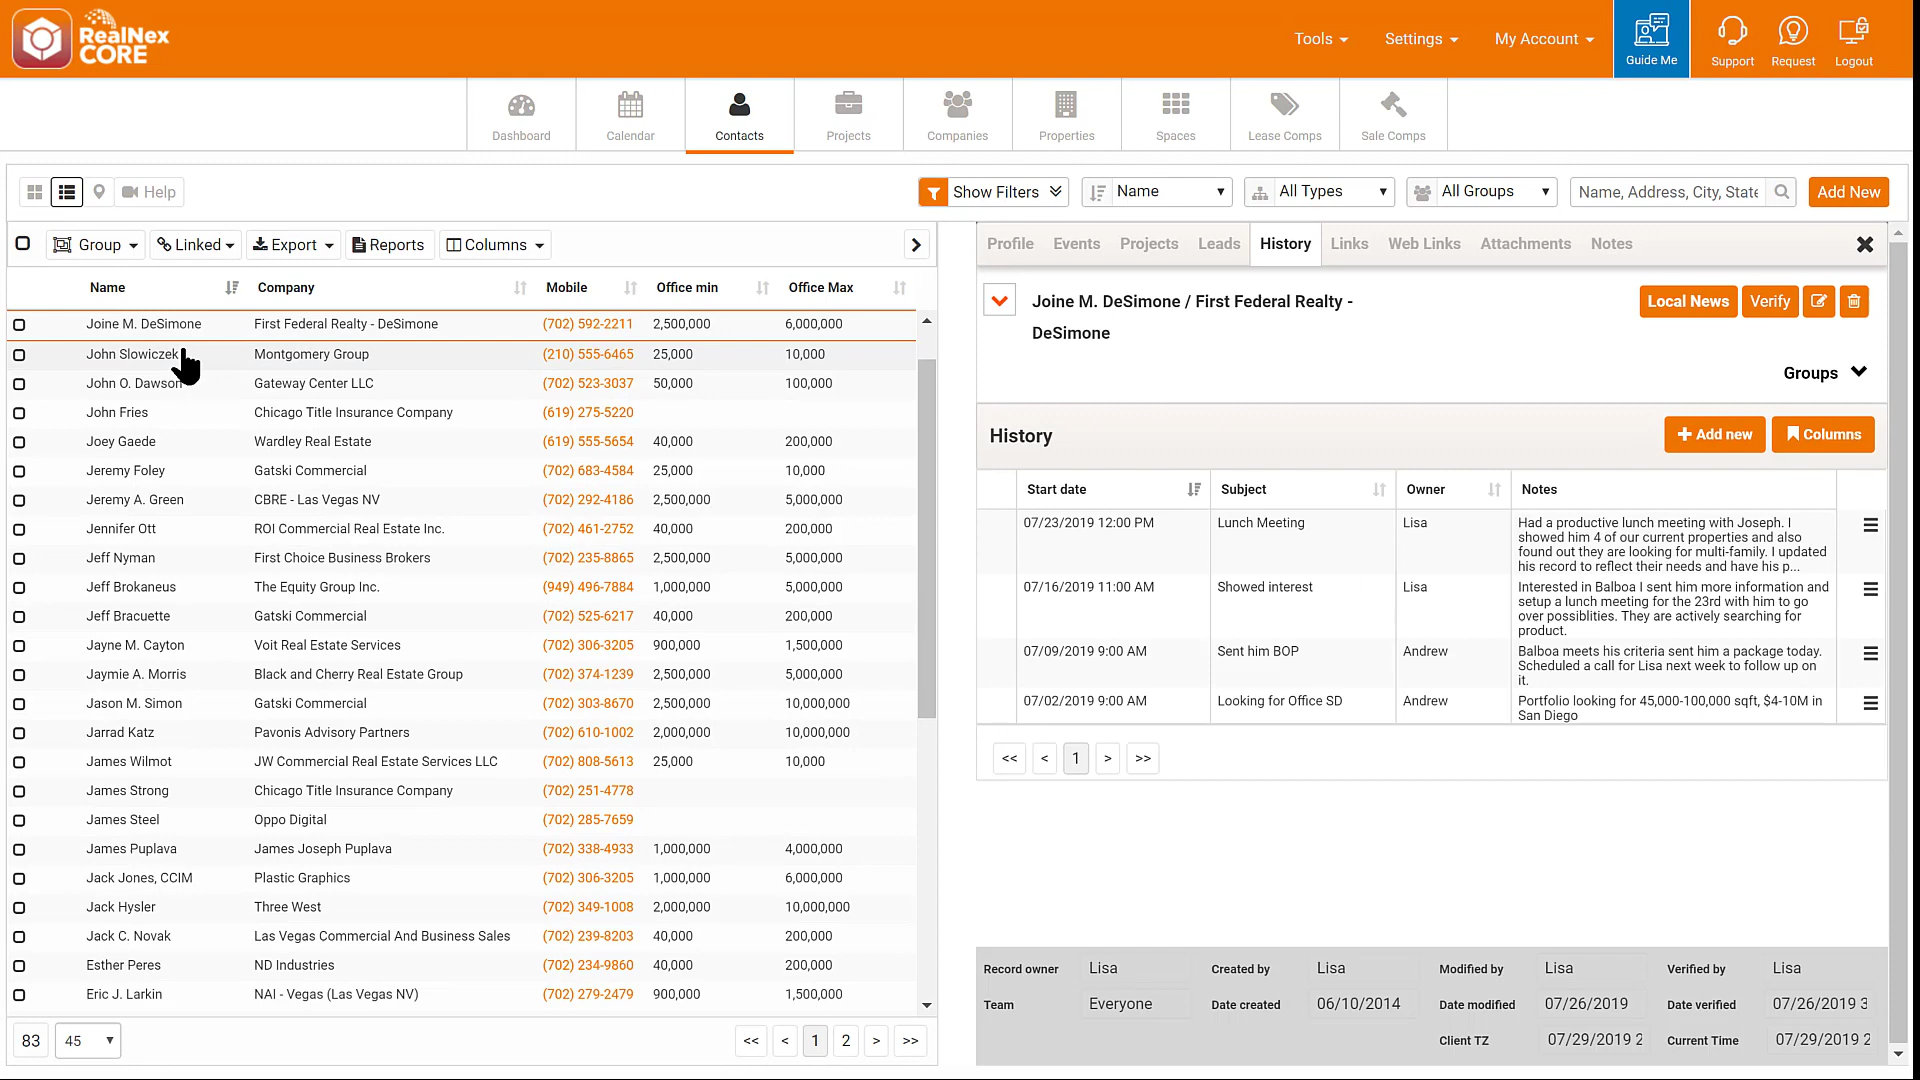 RealNex
CORE
Tools
Settings
My Account
Guide Me
Support
Request
Logout
Dashboard
Calendar
Contacts
Projects
Companies
Properties
Spaces
Lease Comps
Sale Comps
Help
Show Filters
Name
All Types
All Groups
Name, Address, City, State
Add New
Group
Linked
Export
Reports
Columns
Name Company Mobile Office min Office Max
Joine M. DeSimone First Federal Realty - DeSimone (702) 592-2211 2,500,000 6,000,000
John Slowiczek Montgomery Group (210) 555-6465 25,000 10,000
John O. Dawson Gateway Center LLC (702) 523-3037 50,000 100,000
John Fries Chicago Title Insurance Company (619) 275-5220
Joey Gaede Wardley Real Estate (619) 555-5654 40,000 200,000
Jeremy Foley Gatski Commercial (702) 683-4584 25,000 10,000
Jeremy A. Green CBRE - Las Vegas NV (702) 292-4186 2,500,000 5,000,000
Jennifer Ott ROI Commercial Real Estate Inc. (702) 461-2752 40,000 200,000
Jeff Nyman First Choice Business Brokers (702) 235-8865 2,500,000 5,000,000
Jeff Brokaneus The Equity Group Inc. (949) 496-7884 1,000,000 5,000,000
Jeff Bracuette Gatski Commercial (702) 525-6217 40,000 200,000
Jayne M. Cayton Voit Real Estate Services (702) 306-3205 900,000 1,500,000
Jaymie A. Morris Black and Cherry Real Estate Group (702) 374-1239 2,500,000 5,000,000
Jason M. Simon Gatski Commercial (702) 303-8670 2,500,000 10,000,000
Jarrad Katz Pavonis Advisory Partners (702) 610-1002 2,000,000 10,000,000
James Wilmot JW Commercial Real Estate Services LLC (702) 808-5613 25,000 10,000
James Strong Chicago Title Insurance Company (702) 251-4778
James Steel Oppo Digital (702) 285-7659
James Puplava James Joseph Puplava (702) 338-4933 1,000,000 4,000,000
Jack Jones, CCIM Plastic Graphics (702) 306-3205 1,000,000 6,000,000
Jack Hysler Three West (702) 349-1008 2,000,000 10,000,000
Jack C. Novak Las Vegas Commercial And Business Sales (702) 239-8203 40,000 200,000
Esther Peres ND Industries (702) 234-9860 40,000 200,000
Eric J. Larkin NAI - Vegas (Las Vegas NV) (702) 279-2479 900,000 1,500,000
83 45 << < 1 2 > >>
Profile Events Projects Leads History Links Web Links Attachments Notes
Joine M. DeSimone / First Federal Realty -
DeSimone
Local News
Verify
Groups
History
+ Add new
Columns
Start date Subject Owner Notes
07/23/2019 12:00 PM Lunch Meeting Lisa Had a productive lunch meeting with Joseph. I
showed him 4 of our current properties and also
found out they are looking for multi-family. I updated
his record to reflect their needs and have his p...
07/16/2019 11:00 AM Showed interest Lisa Interested in Balboa I sent him more information and
setup a lunch meeting for the 23rd with him to go
over possiblities. They are actively searching for
product.
07/09/2019 9:00 AM Sent him BOP Andrew Balboa meets his criteria sent him a package today.
Scheduled a call for Lisa next week to follow up on
it.
07/02/2019 9:00 AM Looking for Office SD Andrew Portfolio looking for 45,000-100,000 sqft, $4-10M in
San Diego
<< < 1 > >>
Record owner Lisa Created by Lisa Modified by Lisa Verified by Lisa
Team Everyone Date created 06/10/2014 Date modified 07/26/2019 Date verified 07/26/2019 3
Client TZ 07/29/2019 2 Current Time 07/29/2019 2